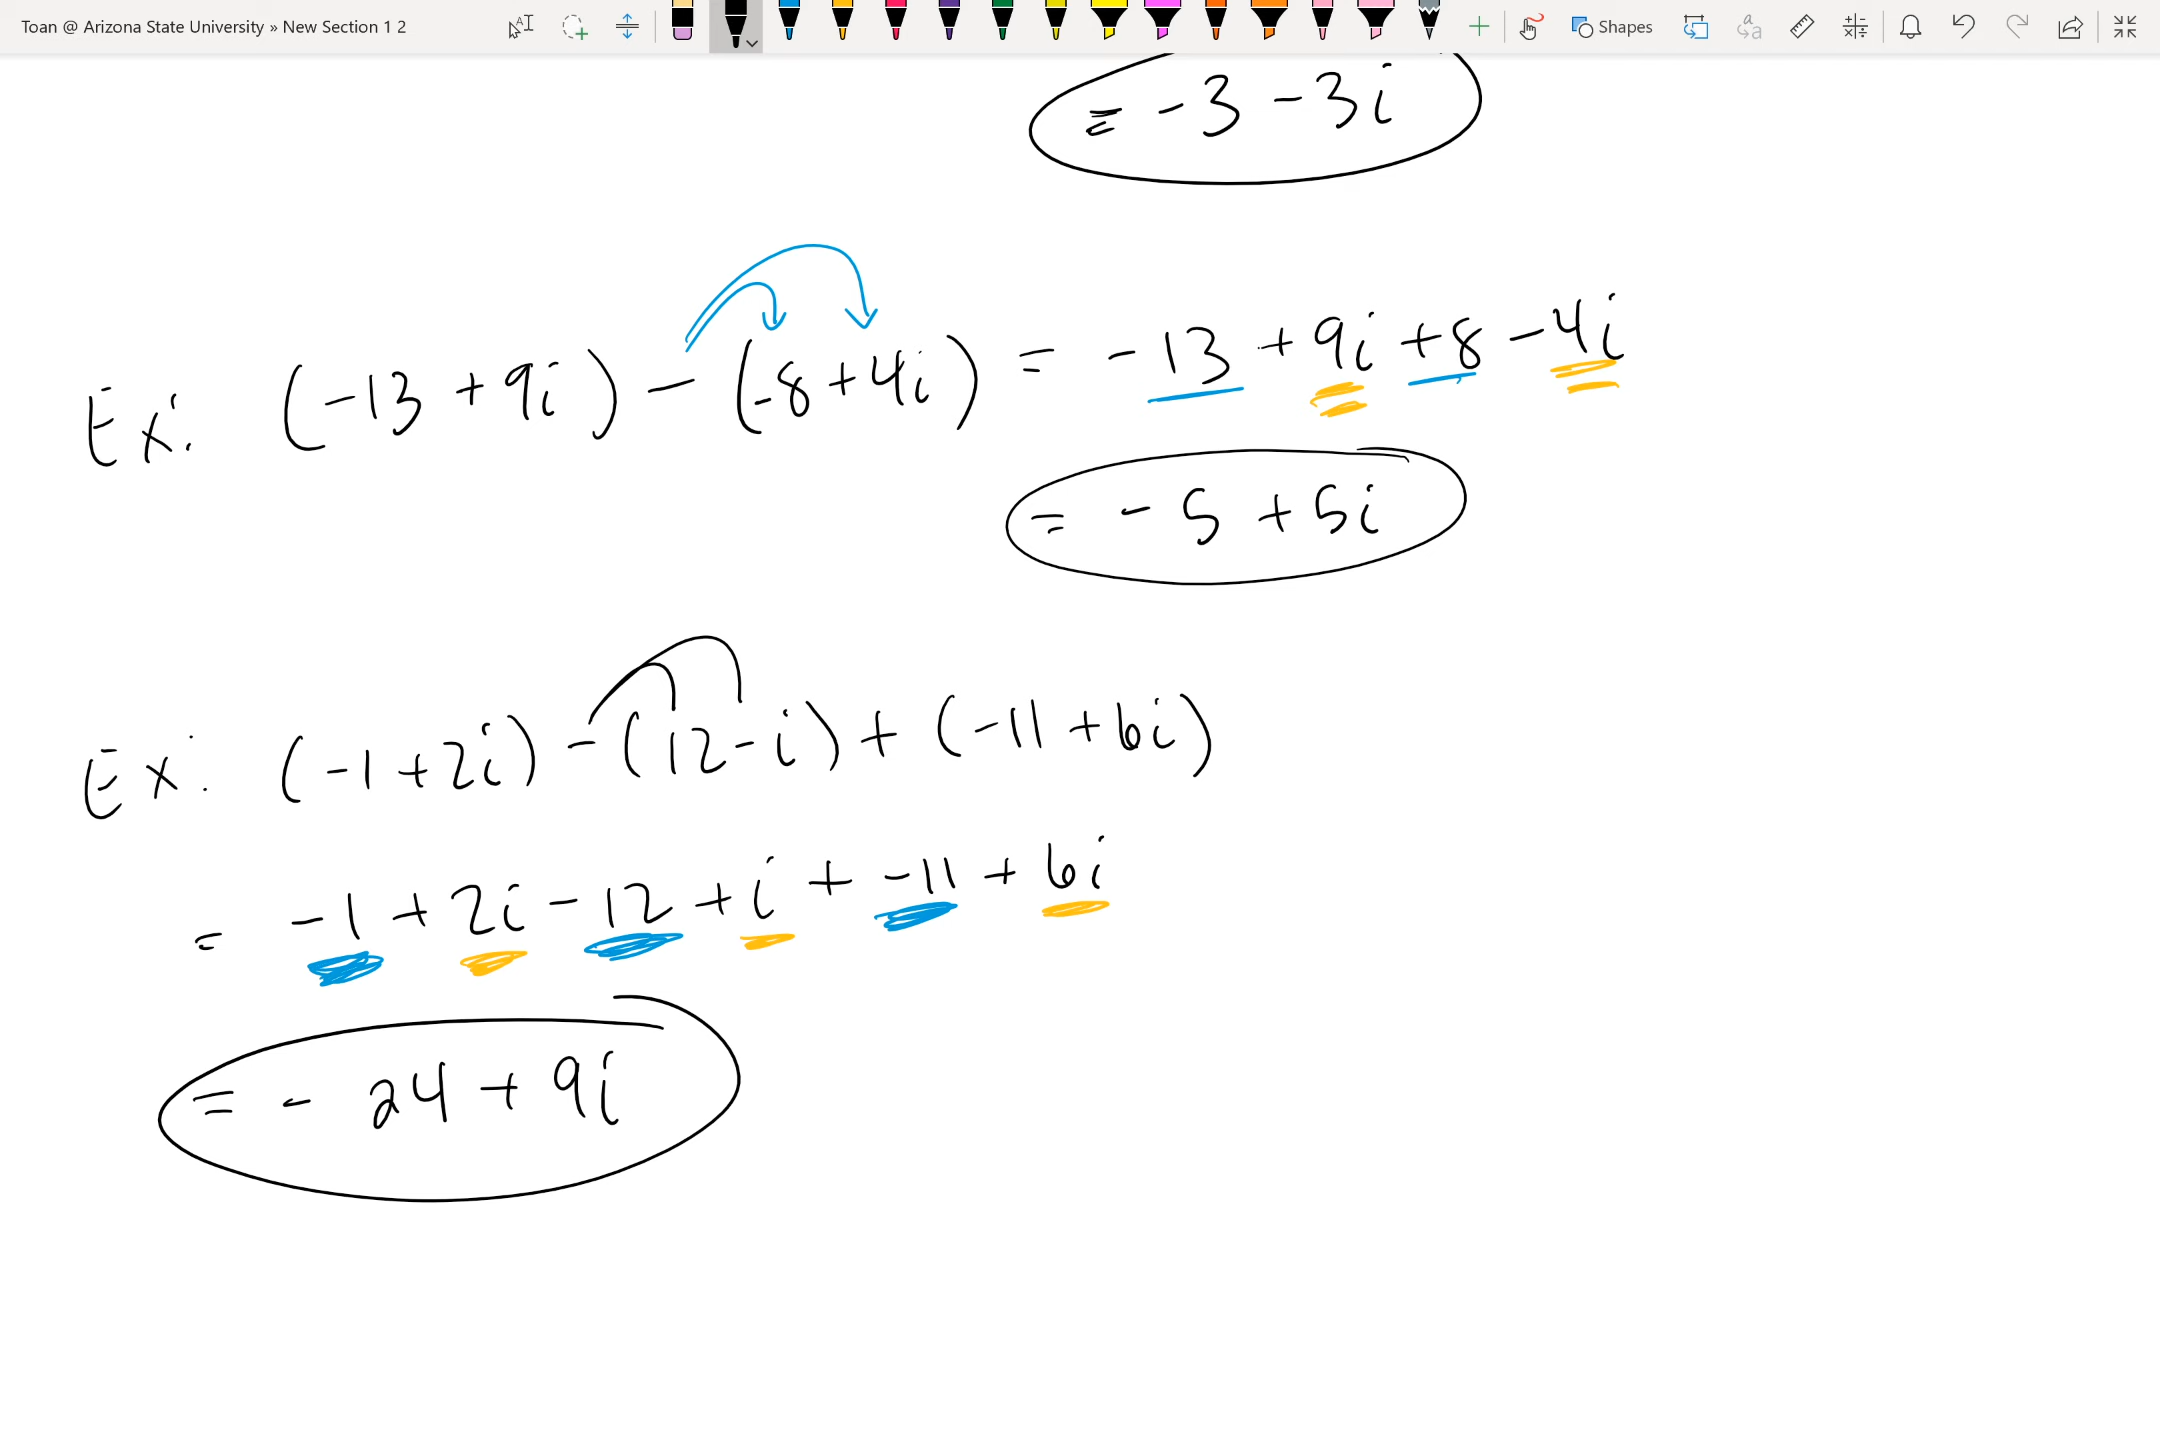 Toan @ Arizona State University » New Section 1 2
Shapes
= -3 -3i
Ex: (-13 + 9i) - (-8+4i) = -13 + 9i +8 -4i
= -5 + 5i
Ex: (-1+2i) - (12-i) + (-11+6i)
= -1 + 2i - 12 + i + -11 + 6i
= - 24 + 9i